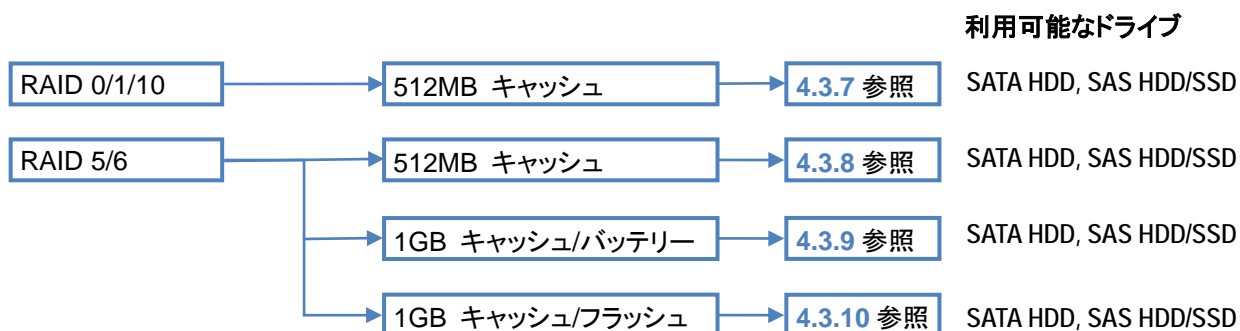 利用可能なドライブ
RAID 0/1/10 512MB キャッシュ 4.3.7 参照 SATA HDD, SAS HDD/SSD
RAID 5/6 512MB キャッシュ 4.3.8 参照 SATA HDD, SAS HDD/SSD
1GB キャッシュ/バッテリー 4.3.9 参照 SATA HDD, SAS HDD/SSD
1GB キャッシュ/フラッシュ 4.3.10 参照 SATA HDD, SAS HDD/SSD